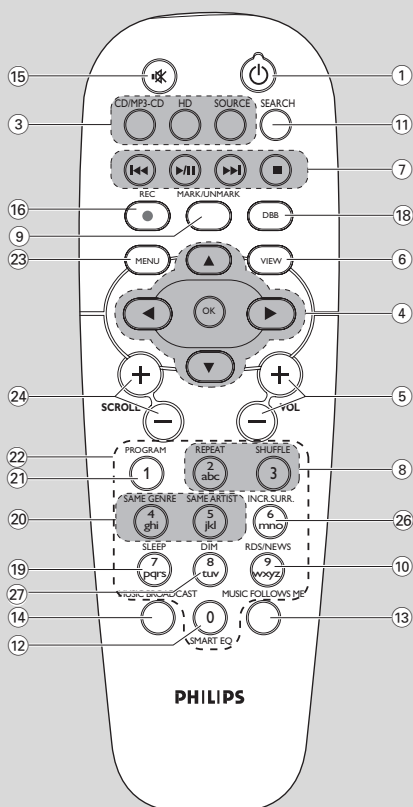 15 1
CD/MP3-CD HD SOURCE SEARCH
3 11
7
REC MARK/UNMARK
16 DBB 18
9
23 MENU VIEW 6
OK 4
24 SCROLL VOL 5
22 PROGRAM REPEAT SHUFFLE
21 1 2 abc 3 8
SAME GENRE SAME ARTIST INCR.SURR.
20 4 ghi 5 jkl 6 mno 26
SLEEP DIM RDS/NEWS
19 7 pqrs 8 tuv 9 wxyz 10
27
MUSIC BROADCAST MUSIC FOLLOWS ME
14 0 13
12 SMART EQ
PHILIPS